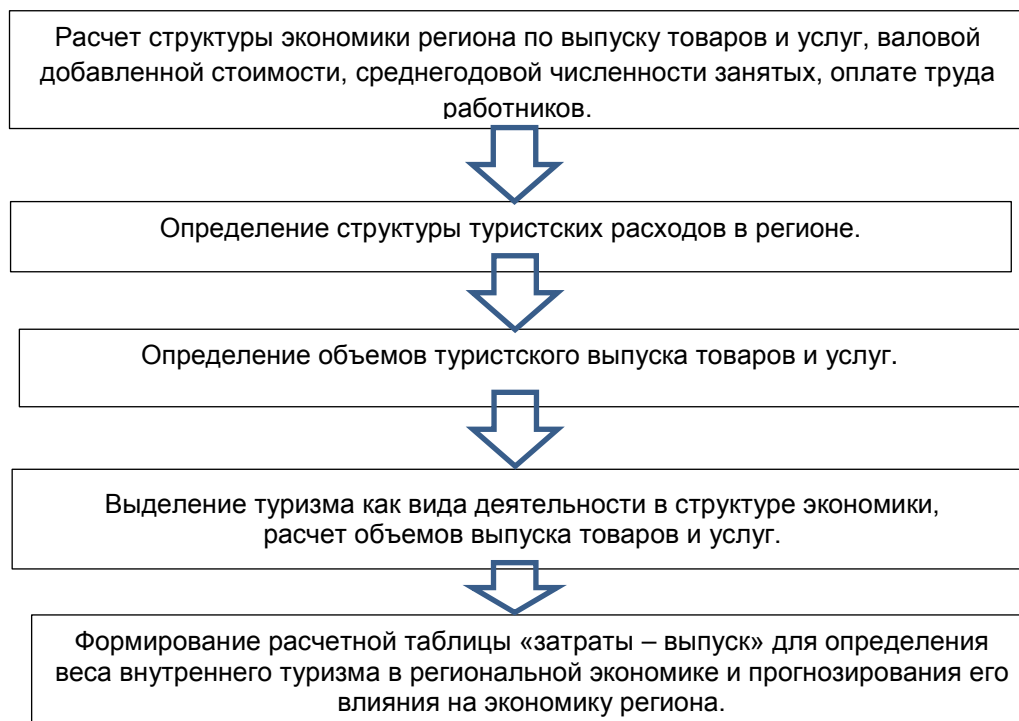 Расчет структуры экономики региона по выпуску товаров и услуг, валовой
добавленной стоимости, среднегодовой численности занятых, оплате труда
работников.
Определение структуры туристских расходов в регионе.
Определение объемов туристского выпуска товаров и услуг.
Выделение туризма как вида деятельности в структуре экономики,
расчет объемов выпуска товаров и услуг.
Формирование расчетной таблицы «затраты – выпуск» для определения
веса внутреннего туризма в региональной экономике и прогнозирования его
влияния на экономику региона.